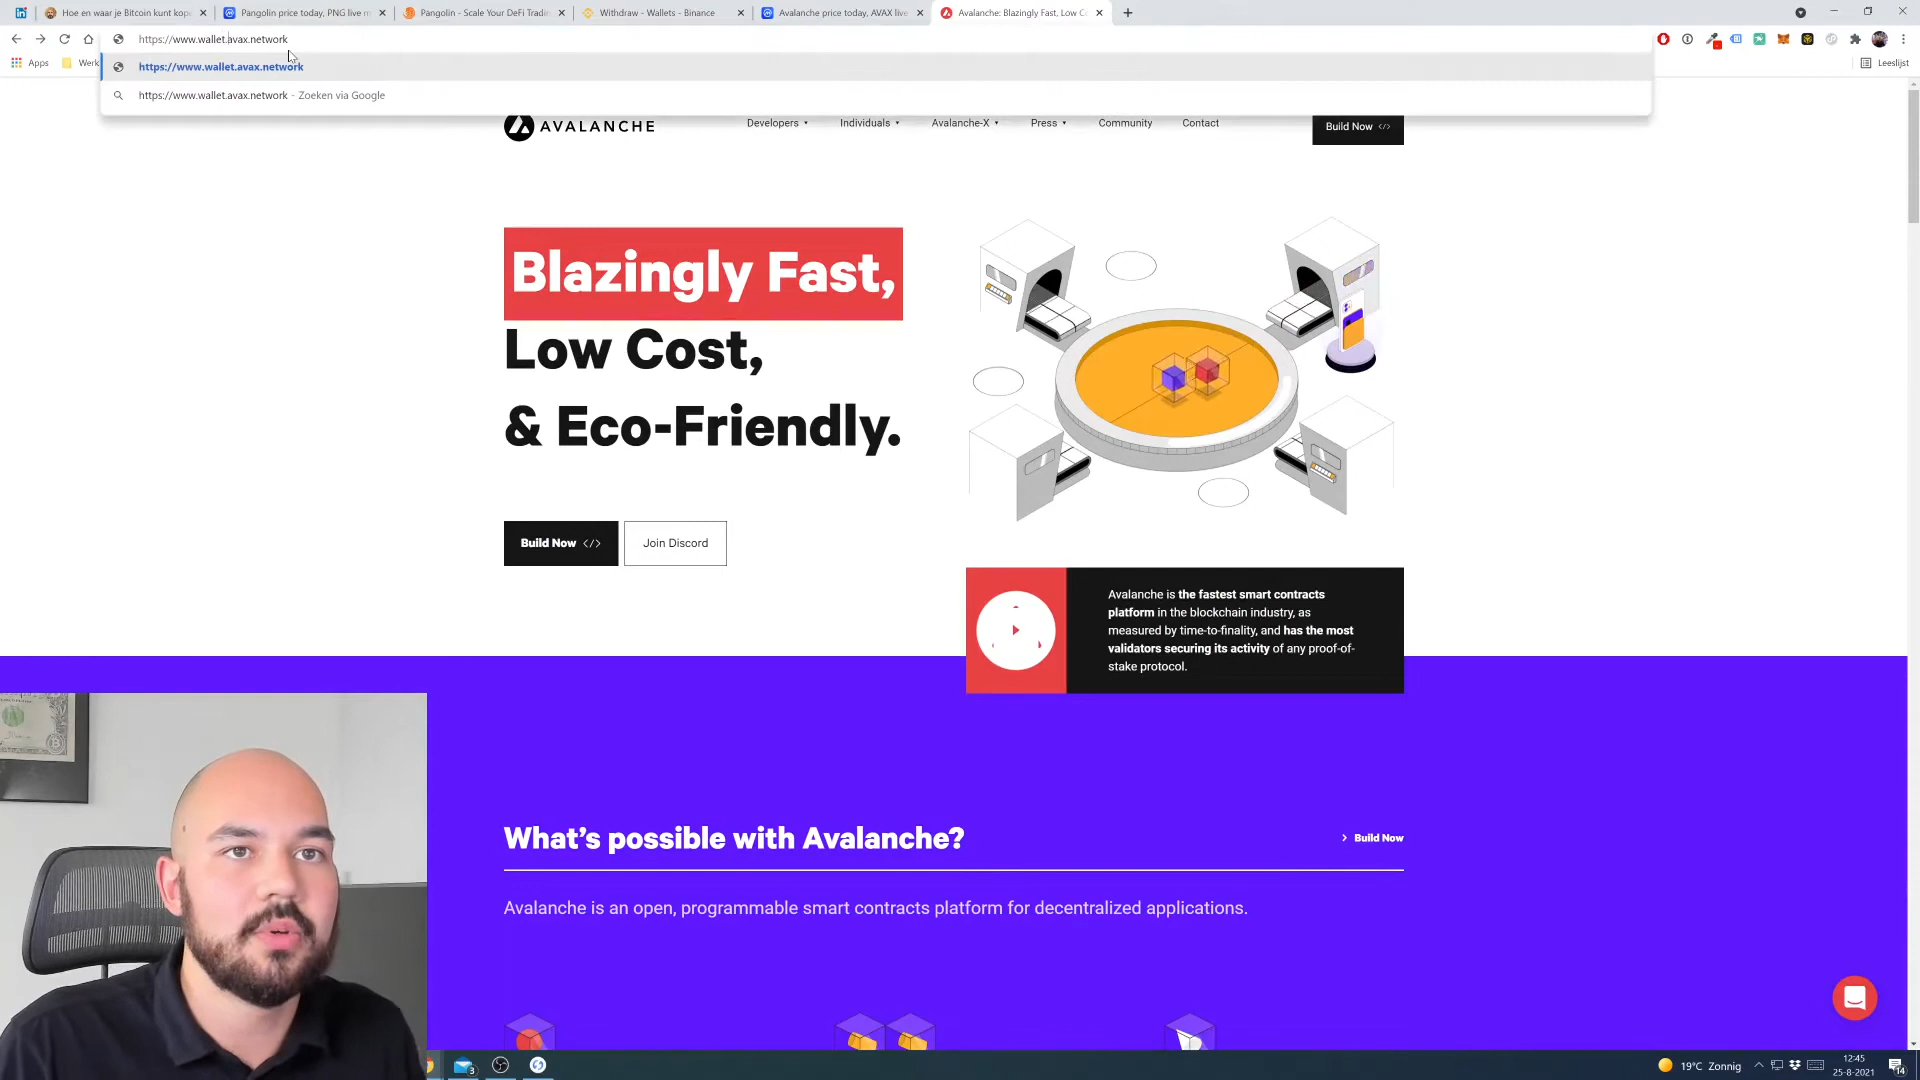 Hoe en waar je Bitcoin kunt kope
Pangolin price today, PNG live m
Pangolin - Scale Your DeFi Tradin
Withdraw - Wallets - Binance
Avalanche price today, AVAX live
Avalanche: Blazingly Fast, Low Co
https://www.wallet.avax.network
Apps
Werk
https://www.wallet.avax.network
Leeslijst
https://www.wallet.avax.network - Zoeken via Google
AVALANCHE
Developers
Individuals
Avalanche-X
Press
Community
Contact
Build Now </>
Blazingly Fast,
Low Cost,
& Eco-Friendly.
Build Now </>
Join Discord
Avalanche is the fastest smart contracts
platform in the blockchain industry, as
measured by time-to-finality, and has the most
validators securing its activity of any proof-of-
stake protocol.
What's possible with Avalanche?
Build Now
Avalanche is an open, programmable smart contracts platform for decentralized applications.
3
19°C Zonnig
12:45
25-8-2021
14